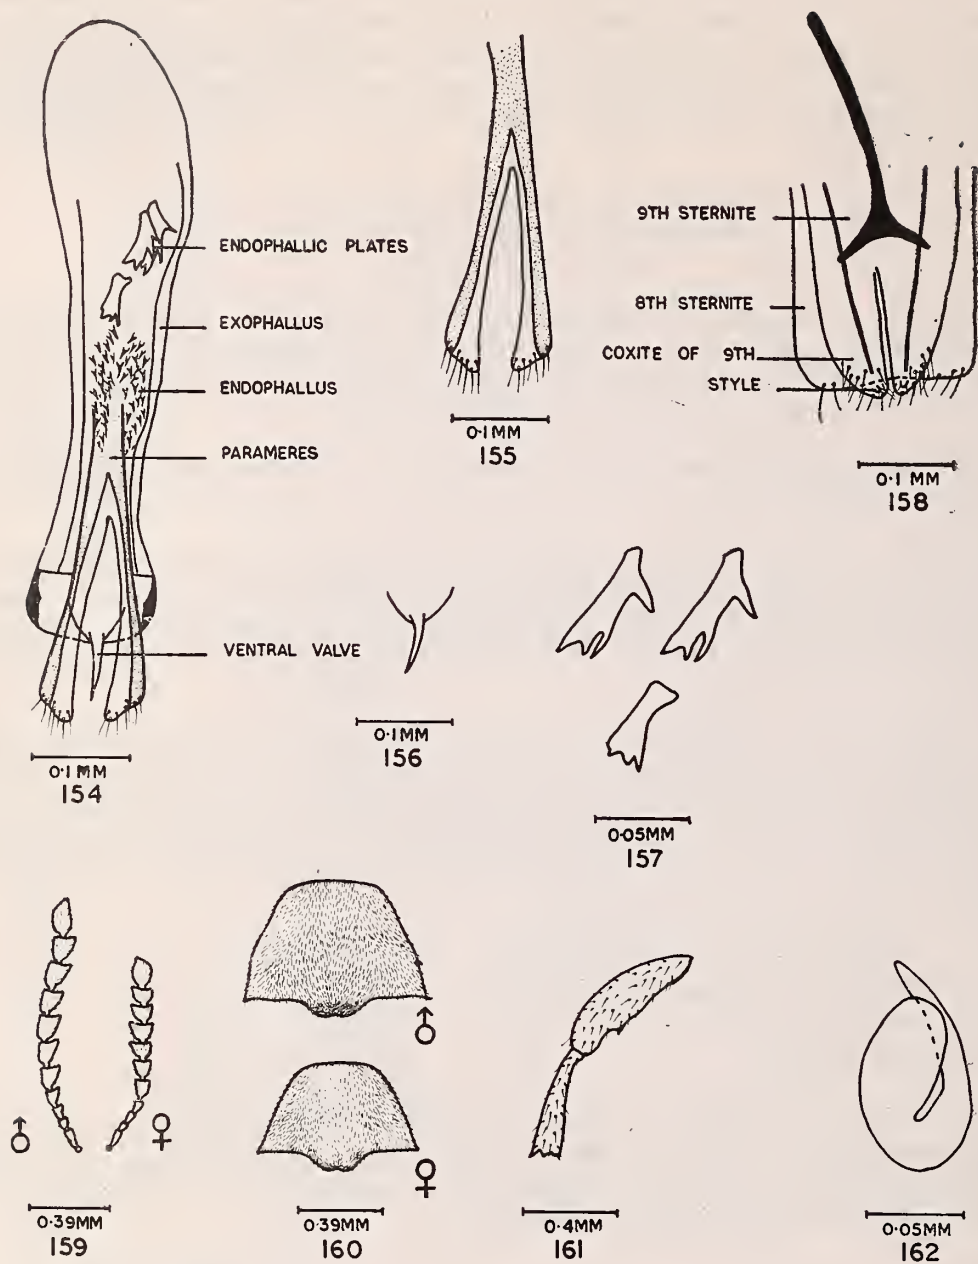 ENDOPHALLIC PLATES
EXOPHALLUS
ENDOPHALLUS
PARAMERES
VENTRAL VALVE
0·1 MM
154
0·1MM
155
9TH STERNITE
8TH STERNITE
COXITE OF 9TH
STYLE
0·1 MM
158
0·1MM
156
0·05MM
157
♂
♀
0·39MM
159
♂
♀
0·39MM
160
0·4MM
161
0·05MM
162